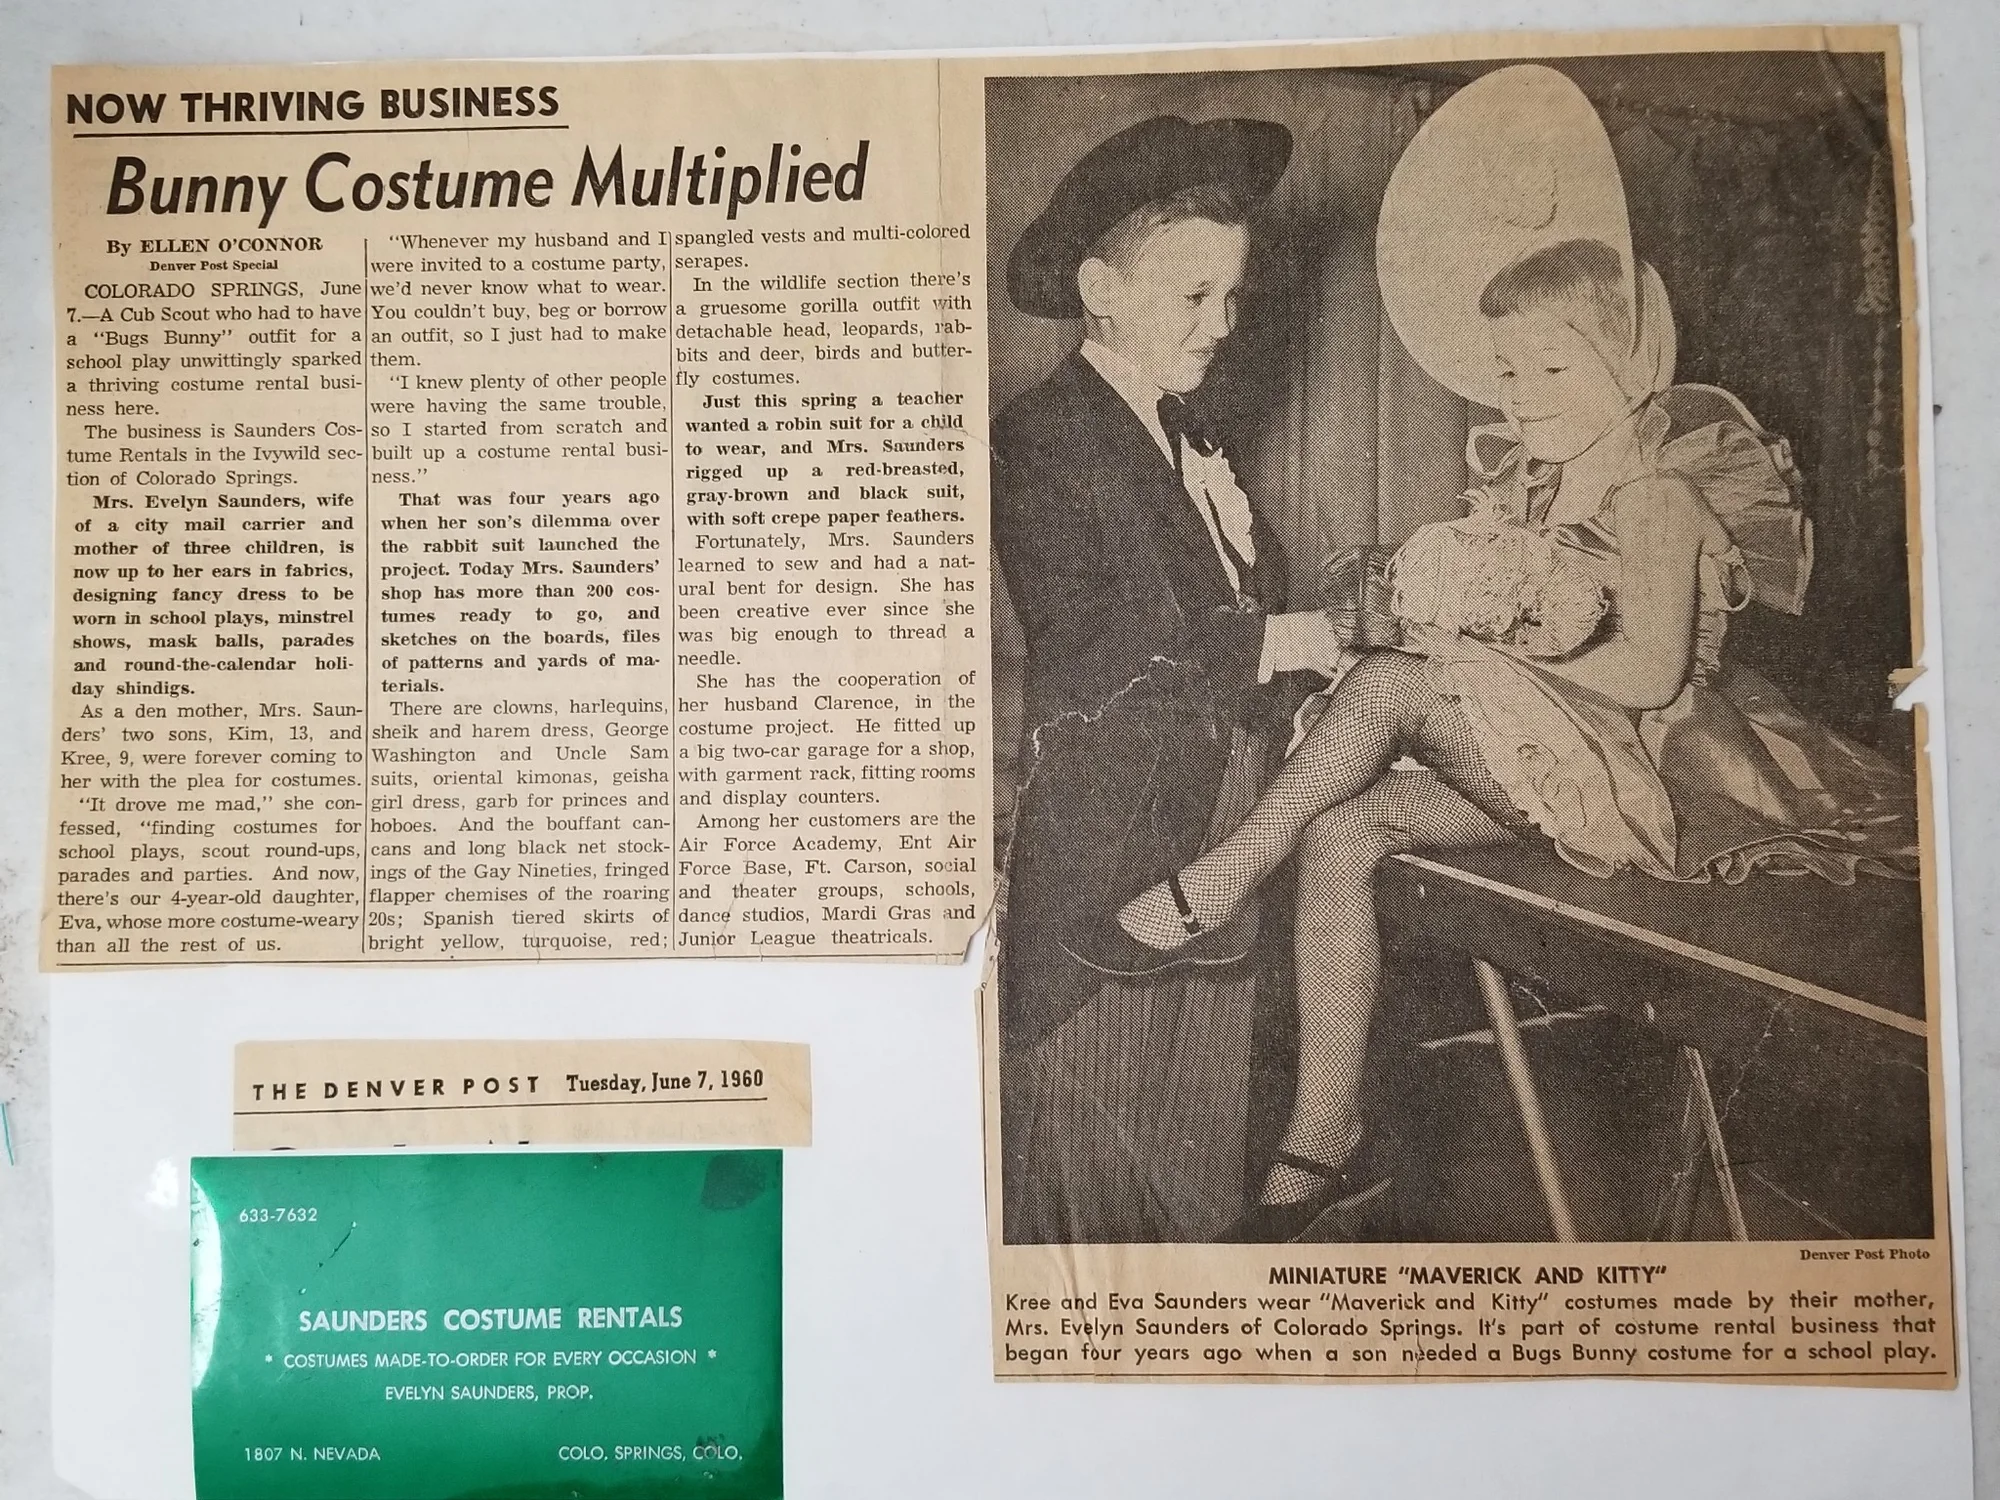 NOW THRIVING BUSINESS
Bunny Costume Multiplied
By ELLEN O'CONNOR
Denver Post Special
COLORADO SPRINGS, June
7.—A Cub Scout who had to have
a "Bugs Bunny" outfit for a
school play unwittingly sparked
a thriving costume rental busi-
ness here.
The business is Saunders Cos-
tume Rentals in the Ivywild sec-
tion of Colorado Springs.
Mrs. Evelyn Saunders, wife
of a city mail carrier and
mother of three children, is
now up to her ears in fabrics,
designing fancy dress to be
worn in school plays, minstrel
shows, mask balls, parades
and round-the-calendar holi-
day shindigs.
As a den mother, Mrs. Saun-
ders' two sons, Kim, 13, and
Kree, 9, were forever coming to
her with the plea for costumes.
"It drove me mad," she con-
fessed, "finding costumes for
school plays, scout round-ups,
parades and parties. And now,
there's our 4-year-old daughter,
Eva, whose more costume-weary
than all the rest of us.
"Whenever my husband and I
were invited to a costume party,
we'd never know what to wear.
You couldn't buy, beg or borrow
an outfit, so I just had to make
them.
"I knew plenty of other people
were having the same trouble,
so I started from scratch and
built up a costume rental busi-
ness."
That was four years ago
when her son's dilemma over
the rabbit suit launched the
project. Today Mrs. Saunders'
shop has more than 200 cos-
tumes ready to go, and
sketches on the boards, files
of patterns and yards of ma-
terials.
There are clowns, harlequins,
sheik and harem dress, George
Washington and Uncle Sam
suits, oriental kimonas, geisha
girl dress, garb for princes and
hoboes. And the bouffant can-
cans and long black net stock-
ings of the Gay Nineties, fringed
flapper chemises of the roaring
20s; Spanish tiered skirts of
bright yellow, turquoise, red;
spangled vests and multi-colored
serapes.
In the wildlife section there's
a gruesome gorilla outfit with
detachable head, leopards, rab-
bits and deer, birds and butter-
fly costumes.
Just this spring a teacher
wanted a robin suit for a child
to wear, and Mrs. Saunders
rigged up a red-breasted,
gray-brown and black suit,
with soft crepe paper feathers.
Fortunately, Mrs. Saunders
learned to sew and had a nat-
ural bent for design. She has
been creative ever since she
was big enough to thread a
needle.
She has the cooperation of
her husband Clarence, in the
costume project. He fitted up
a big two-car garage for a shop,
with garment rack, fitting rooms
and display counters.
Among her customers are the
Air Force Academy, Ent Air
Force Base, Ft. Carson, social
and theater groups, schools,
dance studios, Mardi Gras and
Junior League theatricals.
Denver Post Photo
MINIATURE "MAVERICK AND KITTY"
Kree and Eva Saunders wear "Maverick and Kitty" costumes made by their mother,
Mrs. Evelyn Saunders of Colorado Springs. It's part of costume rental business that
began four years ago when a son needed a Bugs Bunny costume for a school play.
THE DENVER POST Tuesday, June 7, 1960
633-7632
SAUNDERS COSTUME RENTALS
* COSTUMES MADE-TO-ORDER FOR EVERY OCCASION *
EVELYN SAUNDERS, PROP.
1807 N. NEVADA COLO. SPRINGS, COLO.